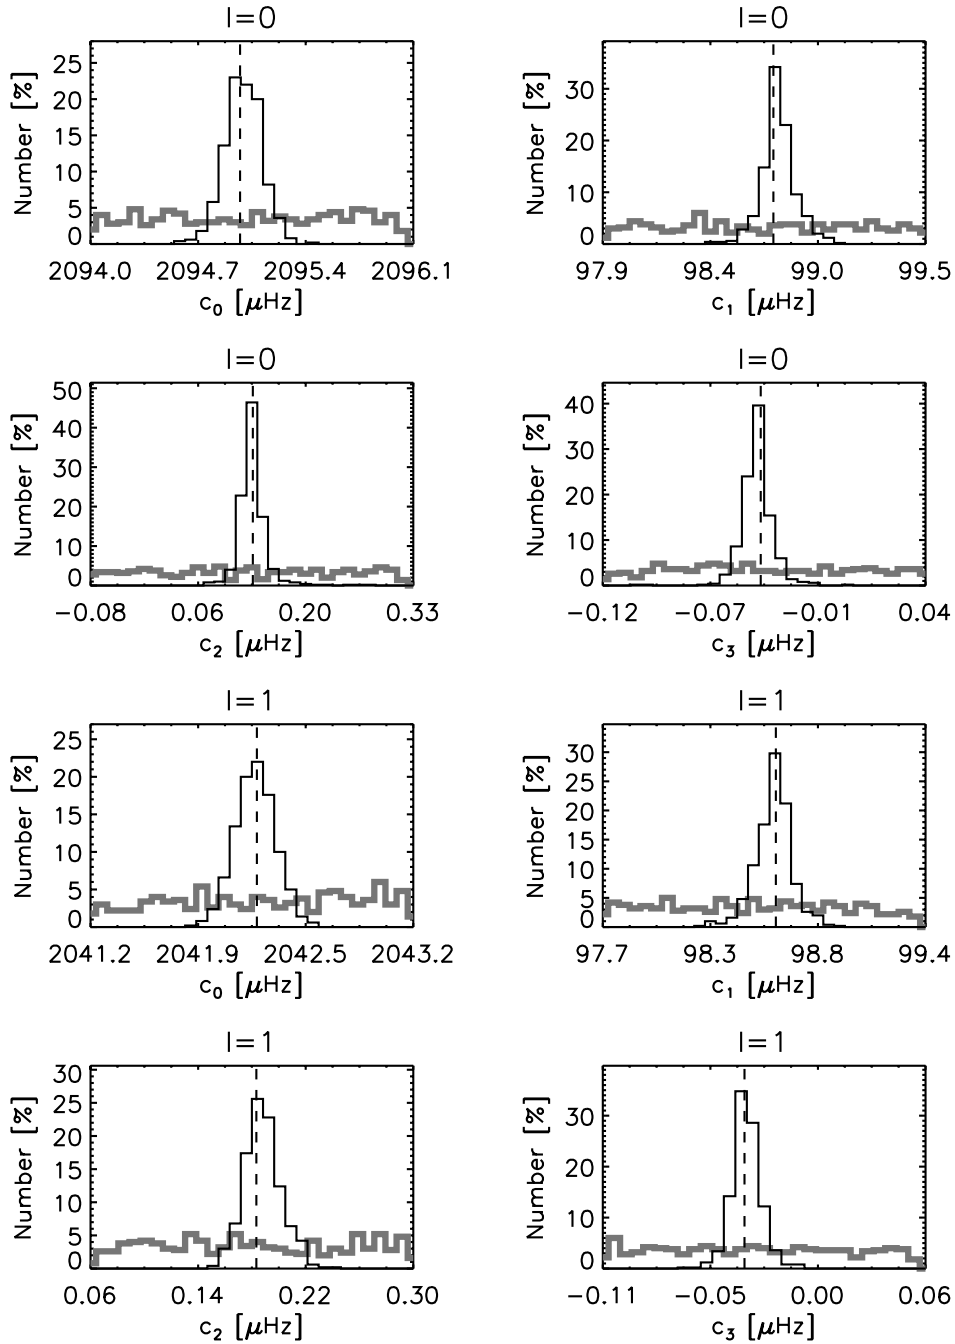 l=0
Number [%]
25
20
15
10
5
0
2094.0 2094.7 2095.4 2096.1
c₀ [μHz]
l=0
Number [%]
30
20
10
0
97.9 98.4 99.0 99.5
c₁ [μHz]
l=0
Number [%]
50
40
30
20
10
0
−0.08 0.06 0.20 0.33
c₂ [μHz]
l=0
Number [%]
40
30
20
10
0
−0.12 −0.07 −0.01 0.04
c₃ [μHz]
l=1
Number [%]
25
20
15
10
5
0
2041.2 2041.9 2042.5 2043.2
c₀ [μHz]
l=1
Number [%]
30
25
20
15
10
5
0
97.7 98.3 98.8 99.4
c₁ [μHz]
l=1
Number [%]
30
25
20
15
10
5
0
0.06 0.14 0.22 0.30
c₂ [μHz]
l=1
Number [%]
30
20
10
0
−0.11 −0.05 0.00 0.06
c₃ [μHz]